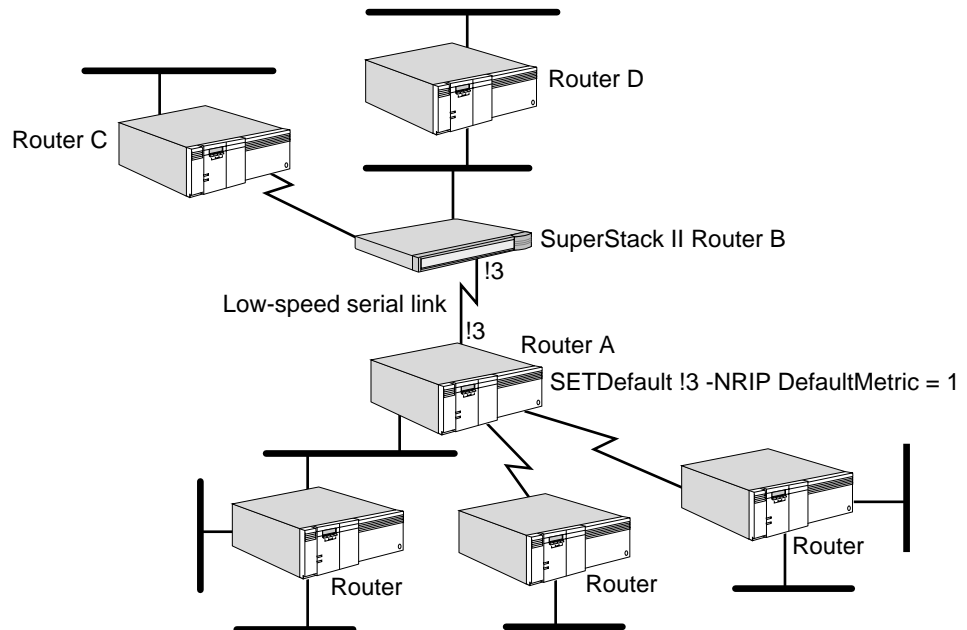 Router D
Router C
SuperStack II Router B
!3
Low-speed serial link
!3
Router A
SETDefault !3 -NRIP DefaultMetric = 1
Router
Router
Router